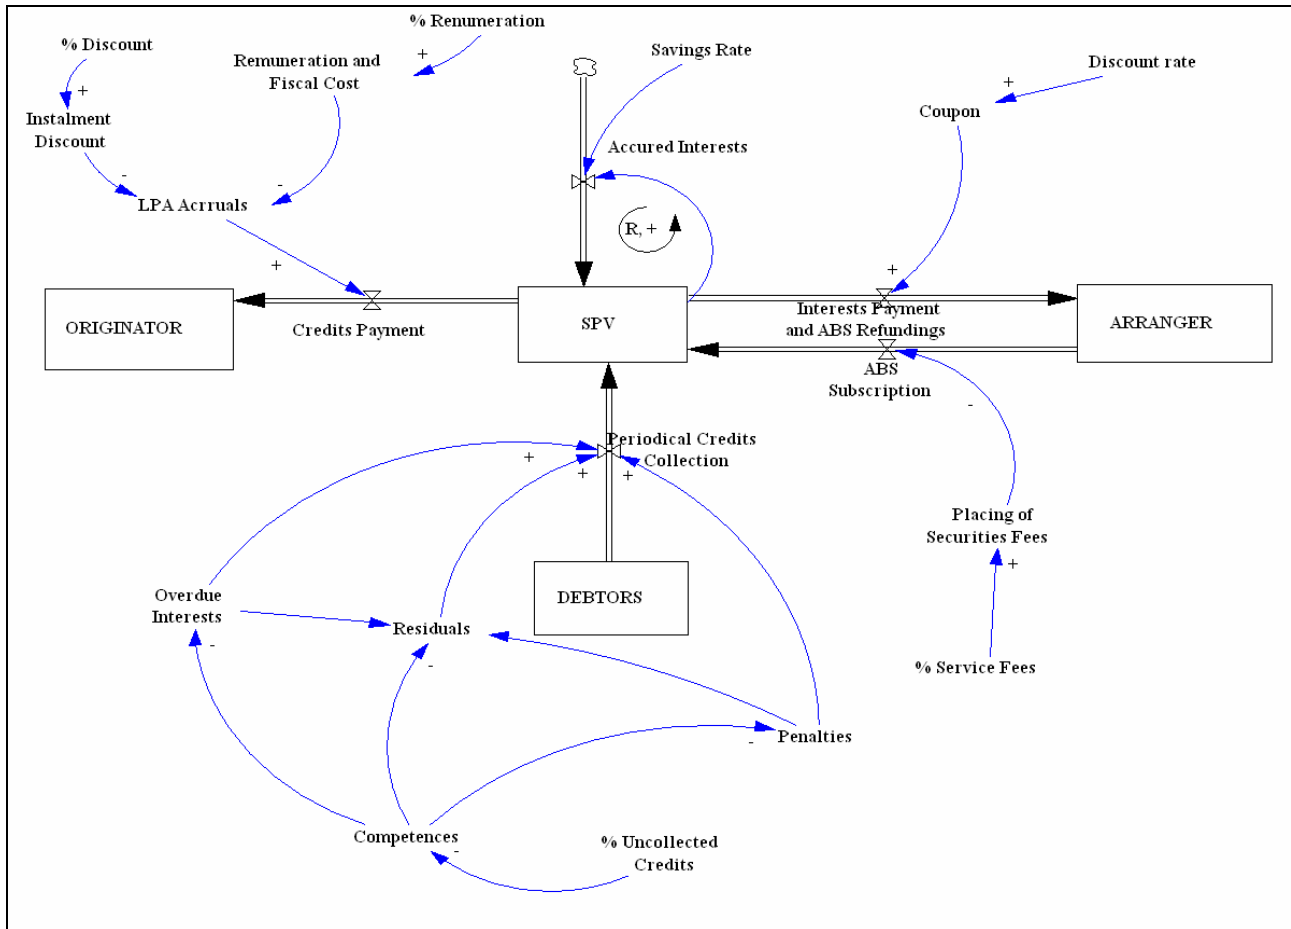 % Renumeration
% Discount
Remuneration and
Fiscal Cost
Savings Rate
Discount rate
+
+
+
Instalment
Discount
Coupon
Accured Interests
-
-
LPA Acrruals
R, +
+
+
ORIGINATOR
Credits Payment
SPV
Interests Payment
and ABS Refundings
ARRANGER
ABS
Subscription
-
Periodical Credits
Collection
+
+
+
Placing of
Securities Fees
+
Overdue
Interests
DEBTORS
Residuals
-
-
% Service Fees
Penalties
-
Competences
-
% Uncollected
Credits